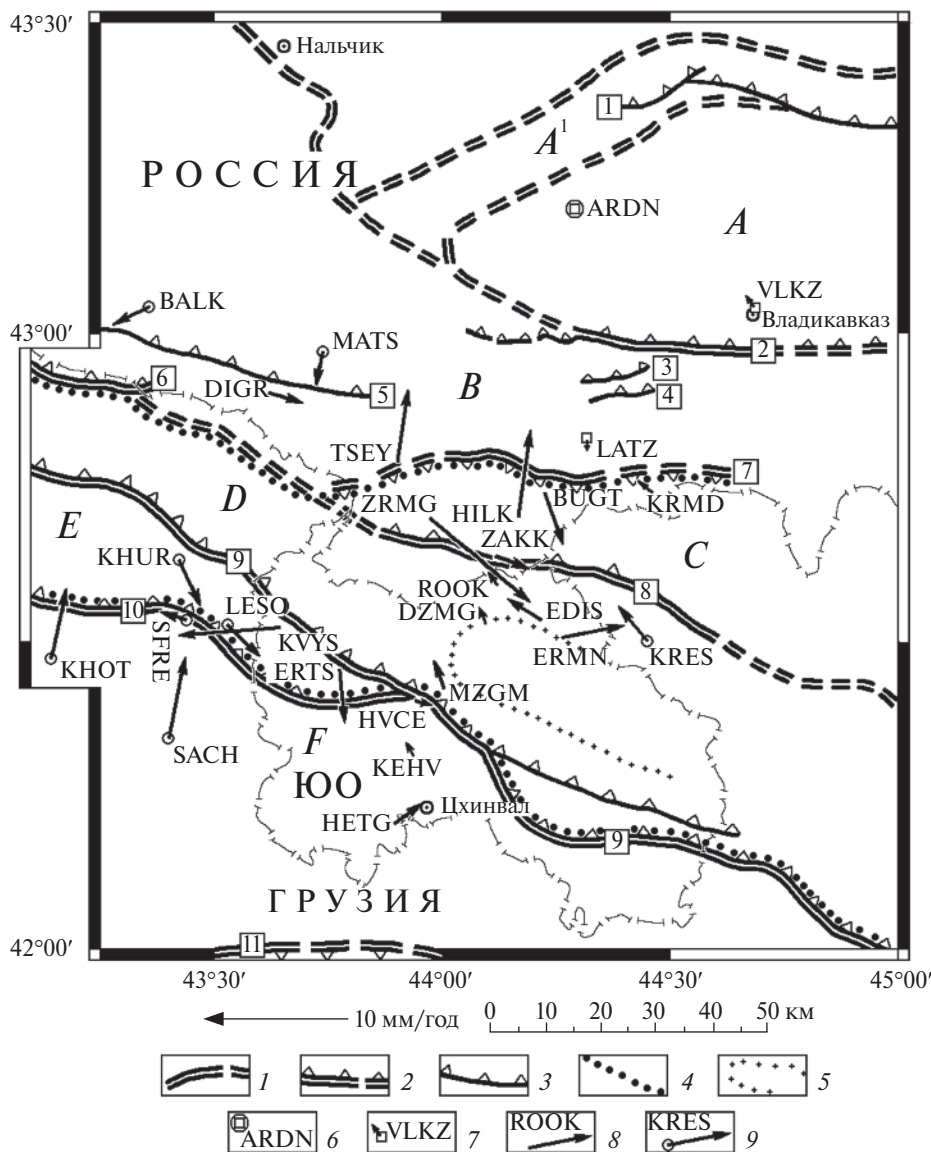 43°30′
Нальчик
1
A¹
РОССИЯ
ARDN
A
VLKZ
Владикавказ
BALK
43°00′
MATS
2
3
6
DIGR
5
B
4
TSEY
LATZ
7
D
ZRMG
HILK
BUGT
KRMD
E
ZAKK
C
KHUR
9
ROOK
8
10
LESO
DZMG
EDIS
SFRE
KVYS
ERMN
KRES
KHOT
ERTS
MZGM
HVCE
F
SACH
KEHV
ЮО
Цхинвал
HETG
9
ГРУЗИЯ
42°00′
11
43°30′ 44°00′ 44°30′ 45°00′
10 мм/год 0 10 20 30 40 50 км
1 2 3 4 5
ARDN 6 VLKZ 7 ROOK 8 KRES 9